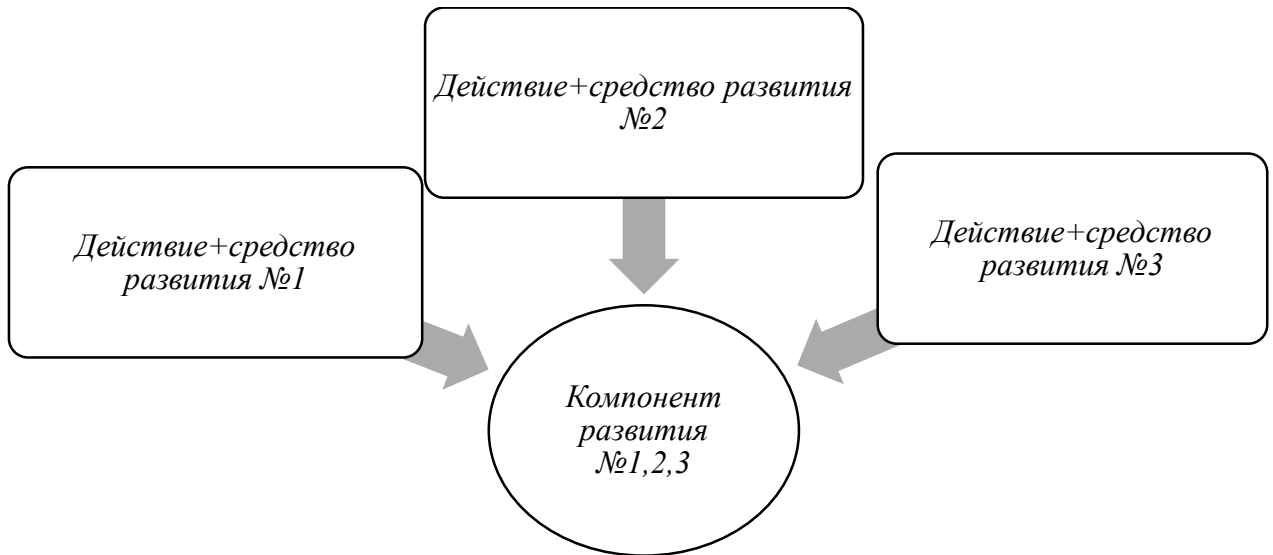 Действие+средство развития
№2
Действие+средство
развития №1
Действие+средство
развития №3
Компонент
развития
№1,2,3